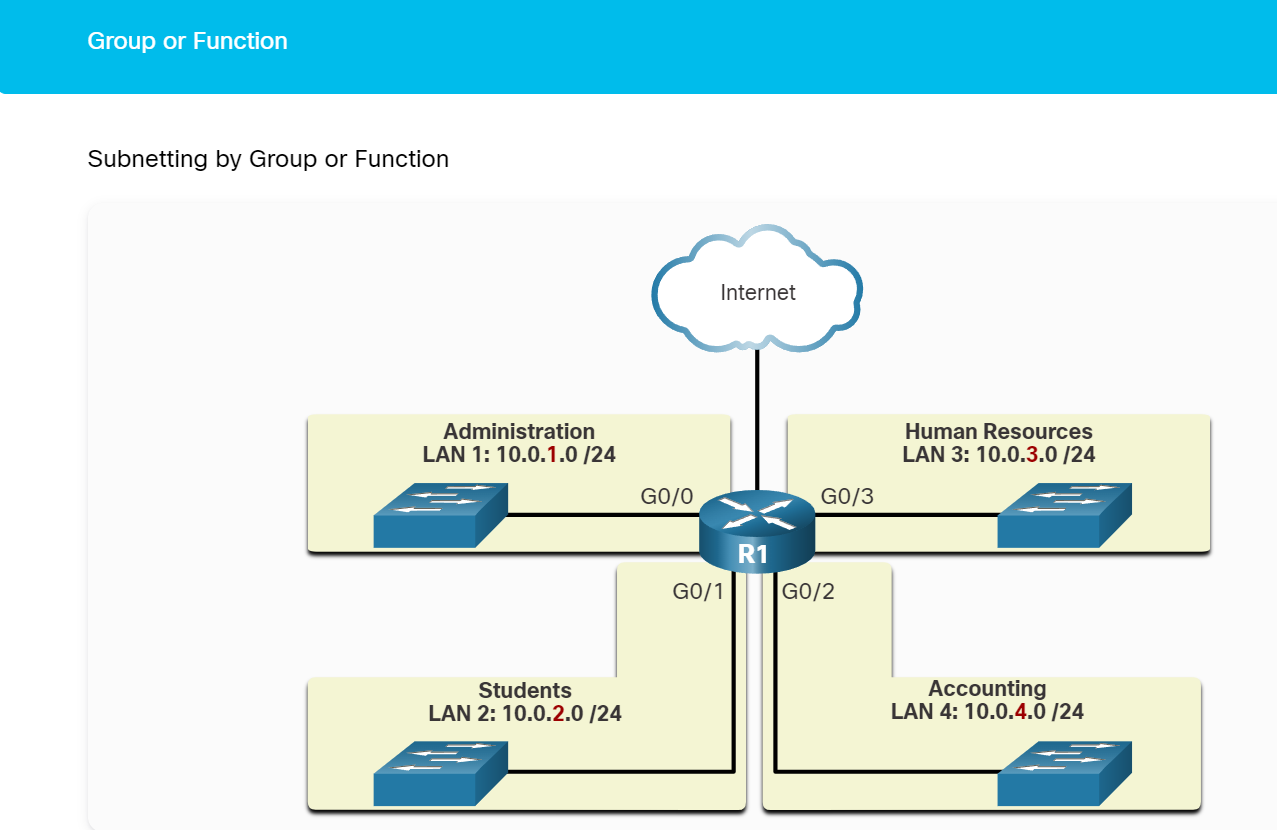 Group or Function
Subnetting by Group or Function
Internet
Administration
LAN 1: 10.0.1.0 /24
Human Resources
LAN 3: 10.0.3.0 /24
G0/0
G0/3
R1
G0/1
G0/2
Students
LAN 2: 10.0.2.0 /24
Accounting
LAN 4: 10.0.4.0 /24